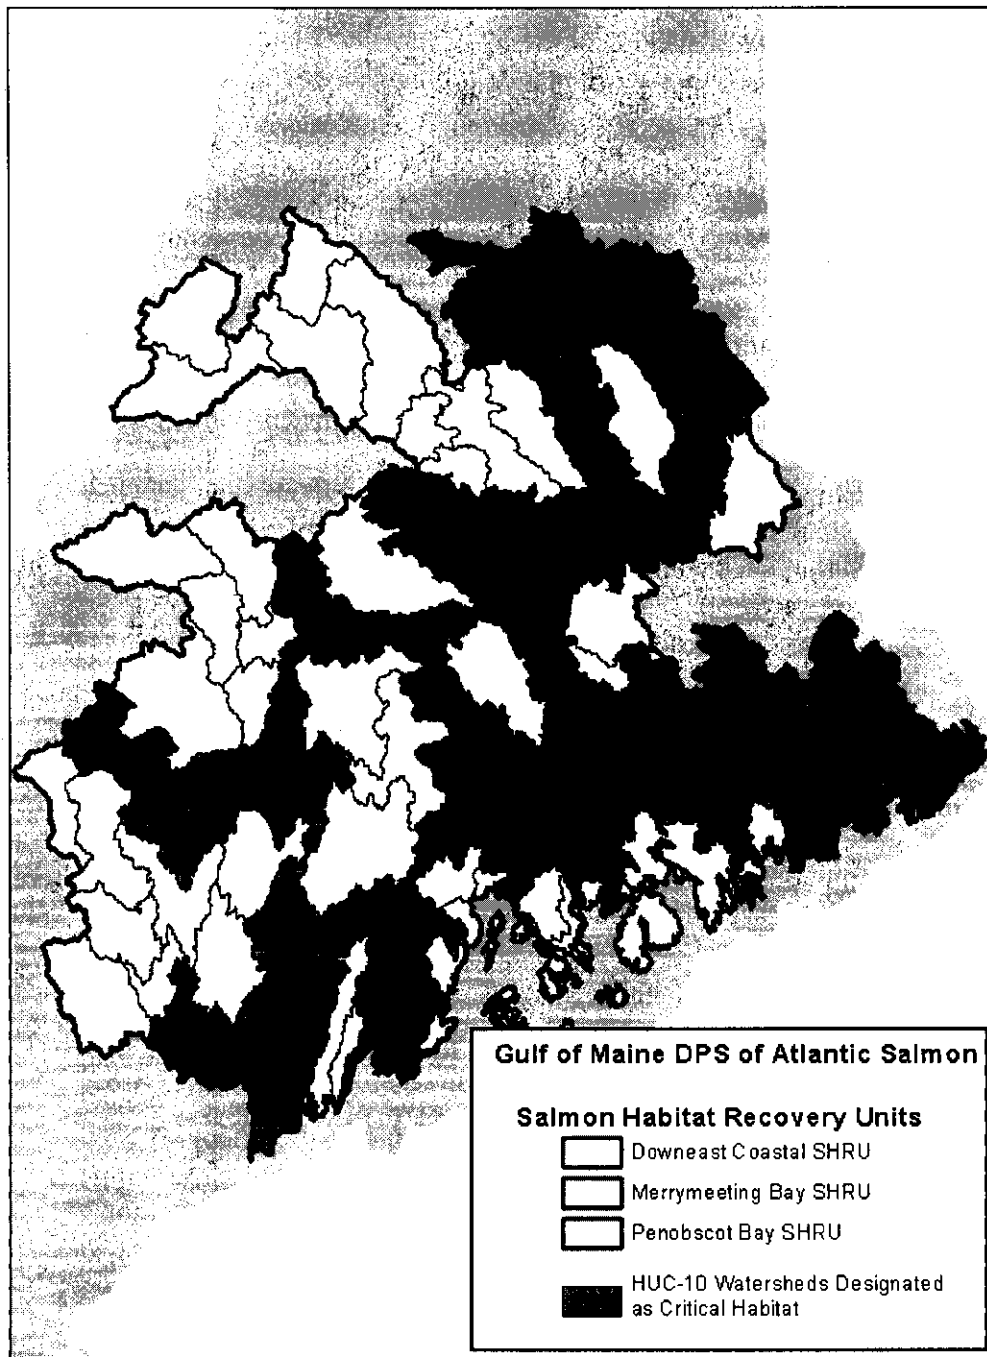 Gulf of Maine DPS of Atlantic Salmon
Salmon Habitat Recovery Units
Downeast Coastal SHRU
Merrymeeting Bay SHRU
Penobscot Bay SHRU
HUC-10 Watersheds Designated
as Critical Habitat